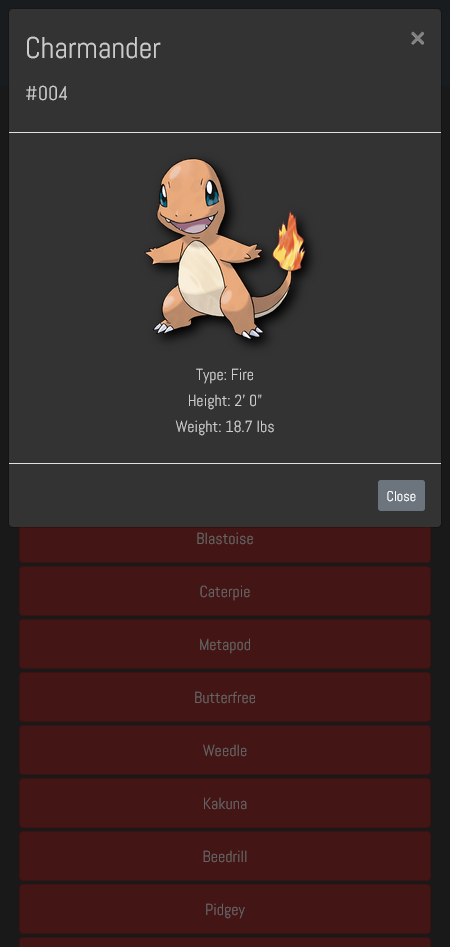 Charmander
×
#004
Type: Fire
Height: 2' 0"
Weight: 18.7 lbs
Close
Blastoise
Caterpie
Metapod
Butterfree
Weedle
Kakuna
Beedrill
Pidgey